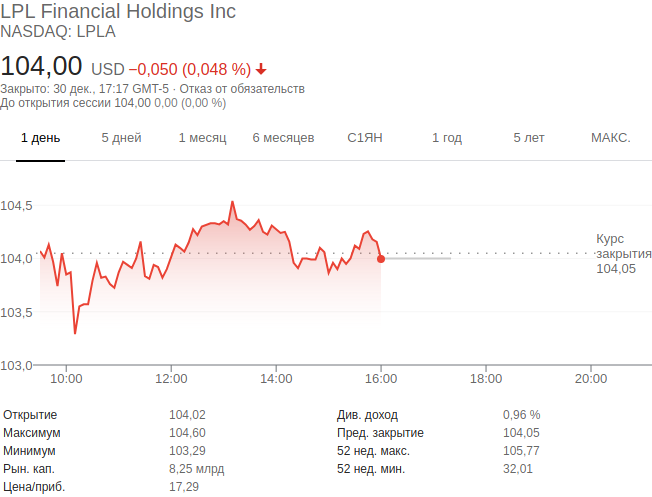 LPL Financial Holdings Inc
NASDAQ: LPLA
104,00 USD −0,050 (0,048 %)
Закрыто: 30 дек., 17:17 GMT-5 · Отказ от обязательств
До открытия сессии 104,00 0,00 (0,00 %)
1 день 5 дней 1 месяц 6 месяцев С1ЯН 1 год 5 лет МАКС.
104,5
104,0
103,5
103,0
Курс
закрытия
104,05
10:00 12:00 14:00 16:00 18:00 20:00
Открытие 104,02 Див. доход 0,96 %
Максимум 104,60 Пред. закрытие 104,05
Минимум 103,29 52 нед. макс. 105,77
Рын. кап. 8,25 млрд 52 нед. мин. 32,01
Цена/приб. 17,29